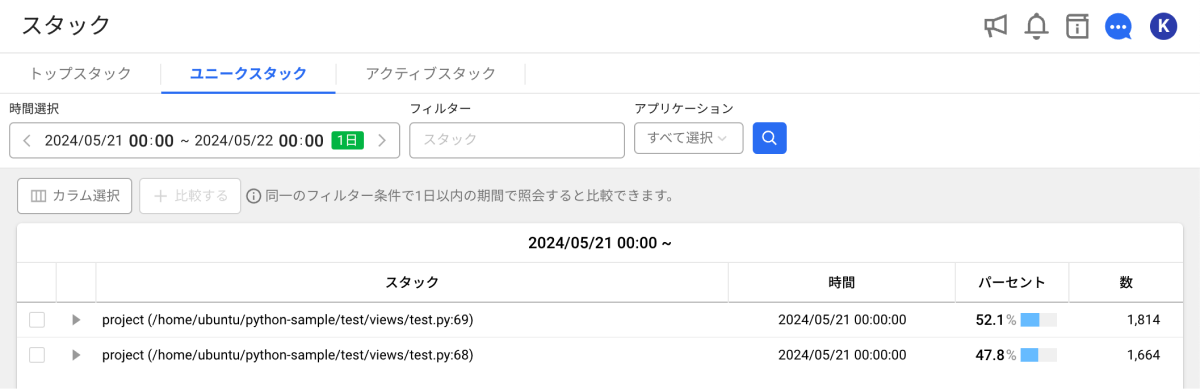 スタック
K
トップスタック ユニークスタック アクティブスタック
時間選択 フィルター アプリケーション
2024/05/21 00:00 ~ 2024/05/22 00:00 1日 スタック すべて選択
カラム選択 + 比較する 同一のフィルター条件で1日以内の期間で照会すると比較できます。
2024/05/21 00:00 ~
スタック 時間 パーセント 数
project (/home/ubuntu/python-sample/test/views/test.py:69) 2024/05/21 00:00:00 52.1% 1,814
project (/home/ubuntu/python-sample/test/views/test.py:68) 2024/05/21 00:00:00 47.8% 1,664